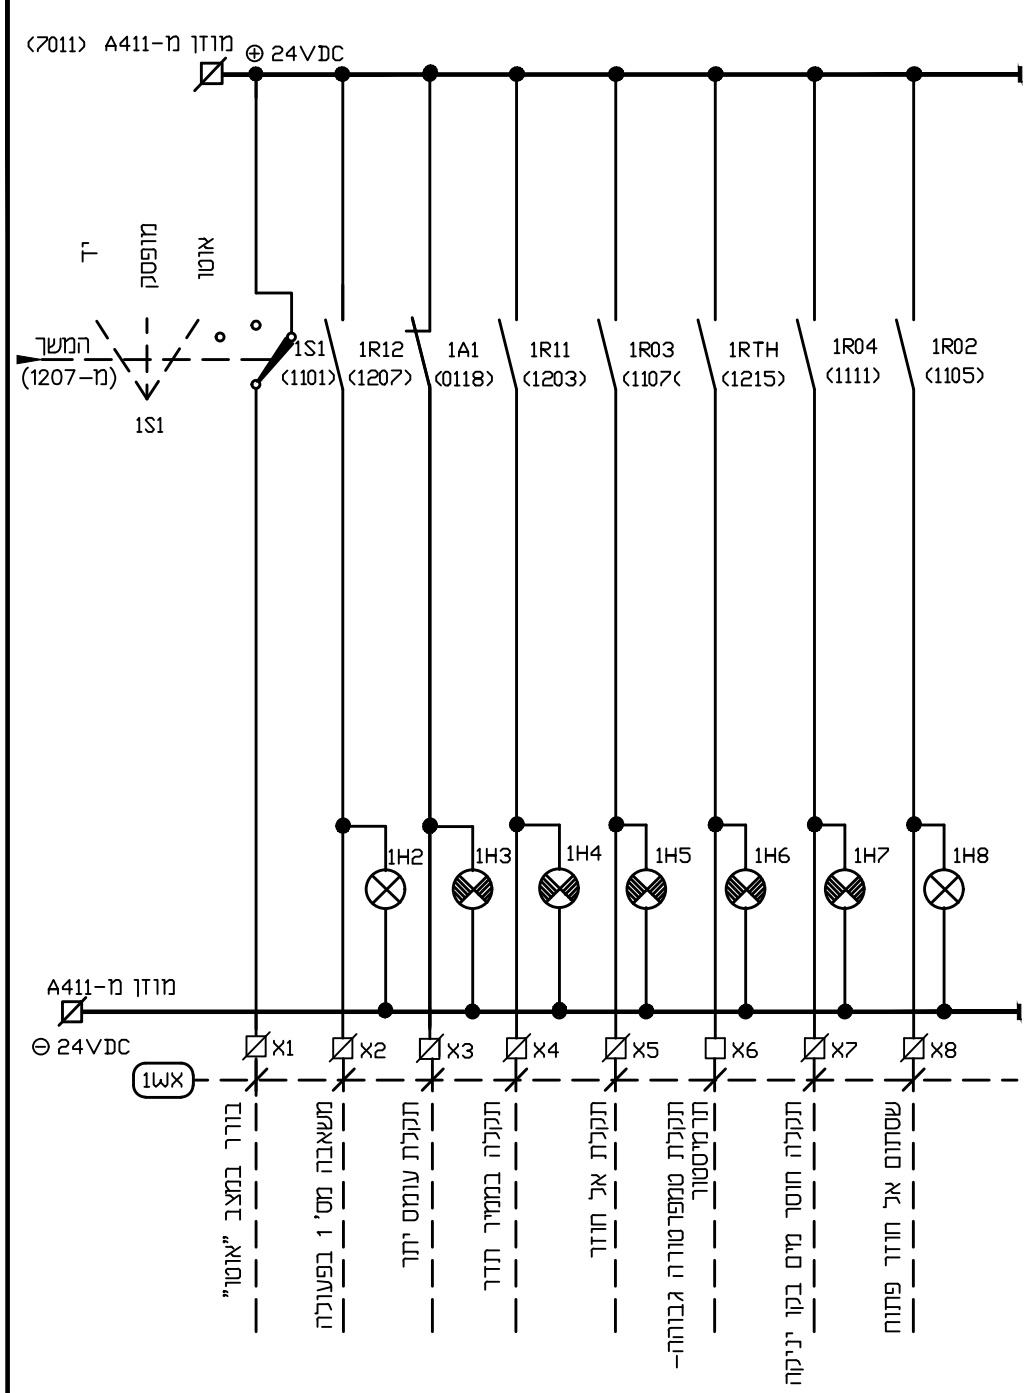 מוזן מ-A411 (7011)
⊕ 24VDC
יד
מופסק
אוטו
המשך
(מ-1207)
1S1
1S1
(1101)
1R12
(1207)
1A1
(0118)
1R11
(1203)
1R03
(1107(
1RTH
(1215)
1R04
(1111)
1R02
(1105)
1H2
1H3
1H4
1H5
1H6
1H7
1H8
מוזן מ-A411
⊖ 24VDC
X1
X2
X3
X4
X5
X6
X7
X8
1WX
בורר במצב "אוטו"
משאבה מס' 1 בפעולה
תקלת עומס יתר
תקלה בממיר תדר
תקלת אל חוזר
תקלת טמפרטורה גבוהה-
תרמיסטור
תקלה חוסר מים בקו יניקה
שסתום אל חוזר פתוח